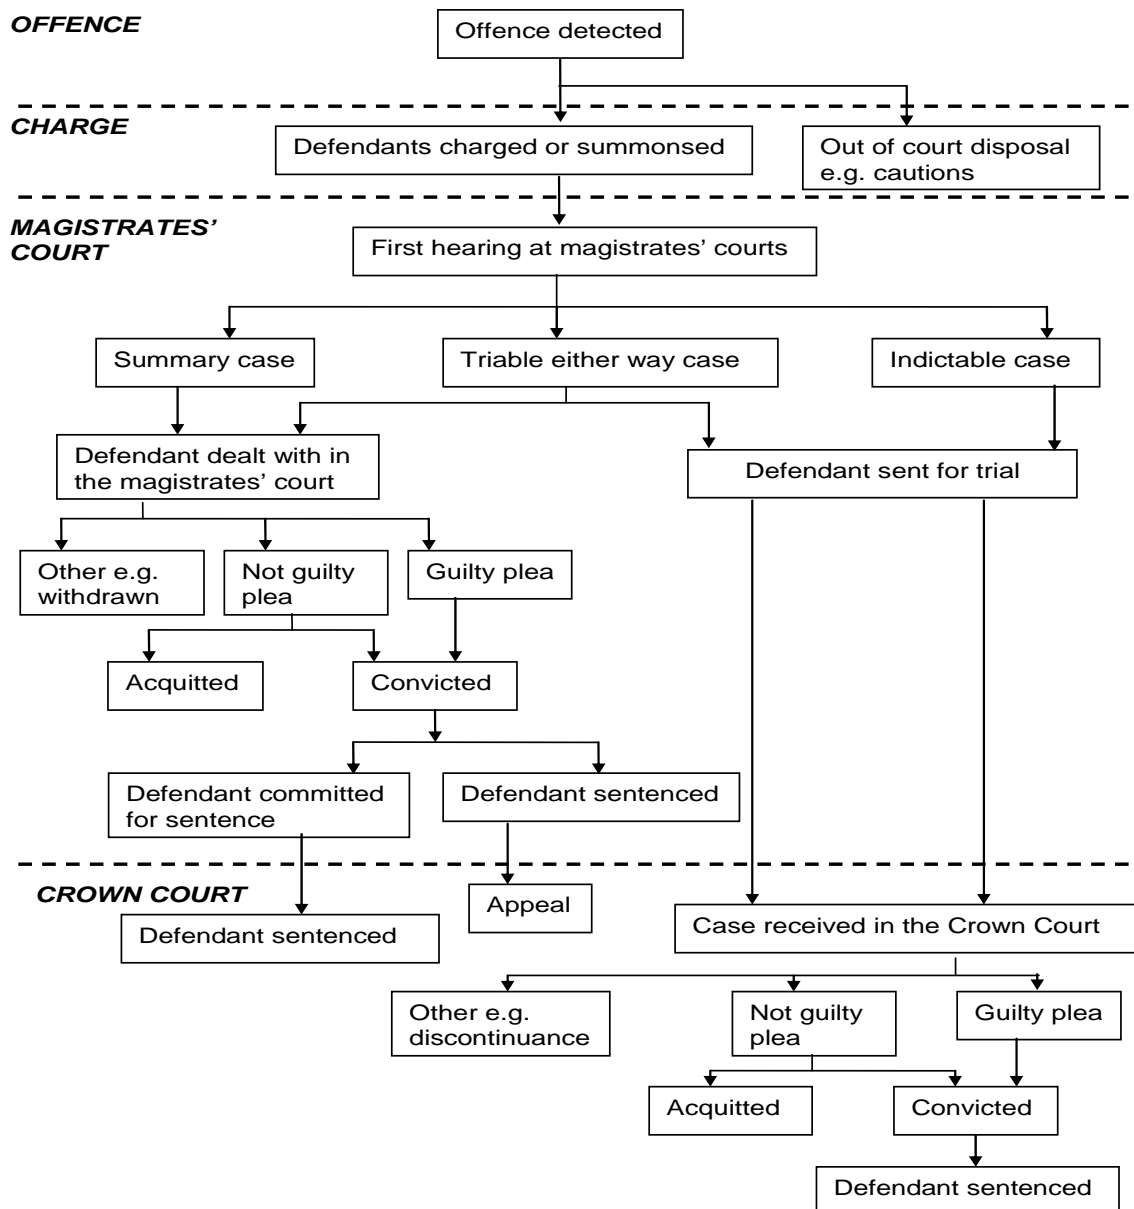 OFFENCE
Offence detected
CHARGE
Defendants charged or summonsed
Out of court disposal
e.g. cautions
MAGISTRATES’
COURT
First hearing at magistrates’ courts
Summary case
Triable either way case
Indictable case
Defendant dealt with in
the magistrates’ court
Defendant sent for trial
Other e.g.
withdrawn
Not guilty
plea
Guilty plea
Acquitted
Convicted
Defendant committed
for sentence
Defendant sentenced
CROWN COURT
Appeal
Defendant sentenced
Case received in the Crown Court
Other e.g.
discontinuance
Not guilty
plea
Guilty plea
Acquitted
Convicted
Defendant sentenced